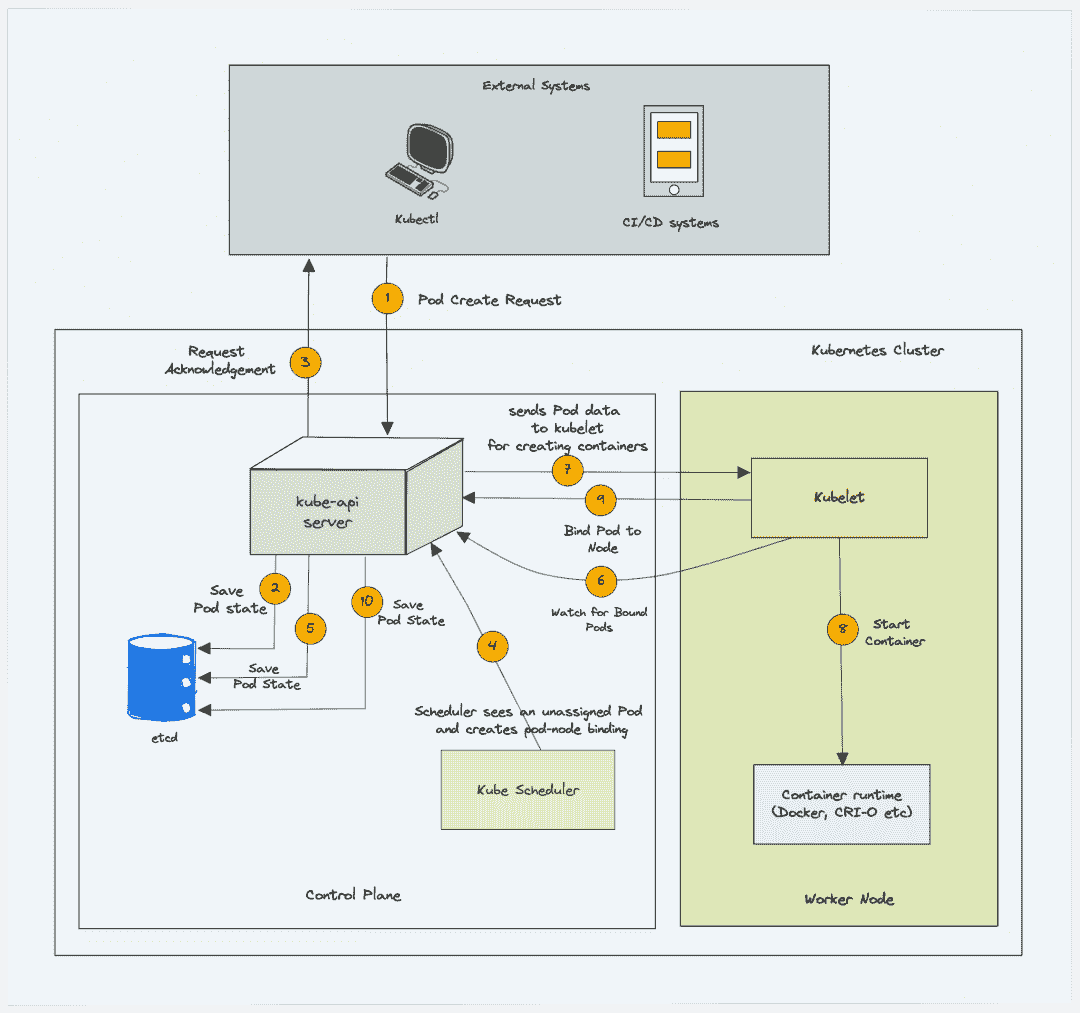 External Systems
Kubectl
CI/CD systems
1
Pod Create Request
Kubernetes Cluster
Request
Acknowledgement
3
sends Pod data
to kubelet
for creating containers
7
kube-api
server
9
Kubelet
Bind Pod to
Node
6
Watch for Bound
Pods
2
Save
Pod state
5
10
Save
Pod State
8
Start
Container
4
Save
Pod State
etcd
Scheduler sees an unassigned Pod
and creates pod-node binding
Kube Scheduler
Container runtime
(Docker, CRI-O etc)
Control Plane
Worker Node